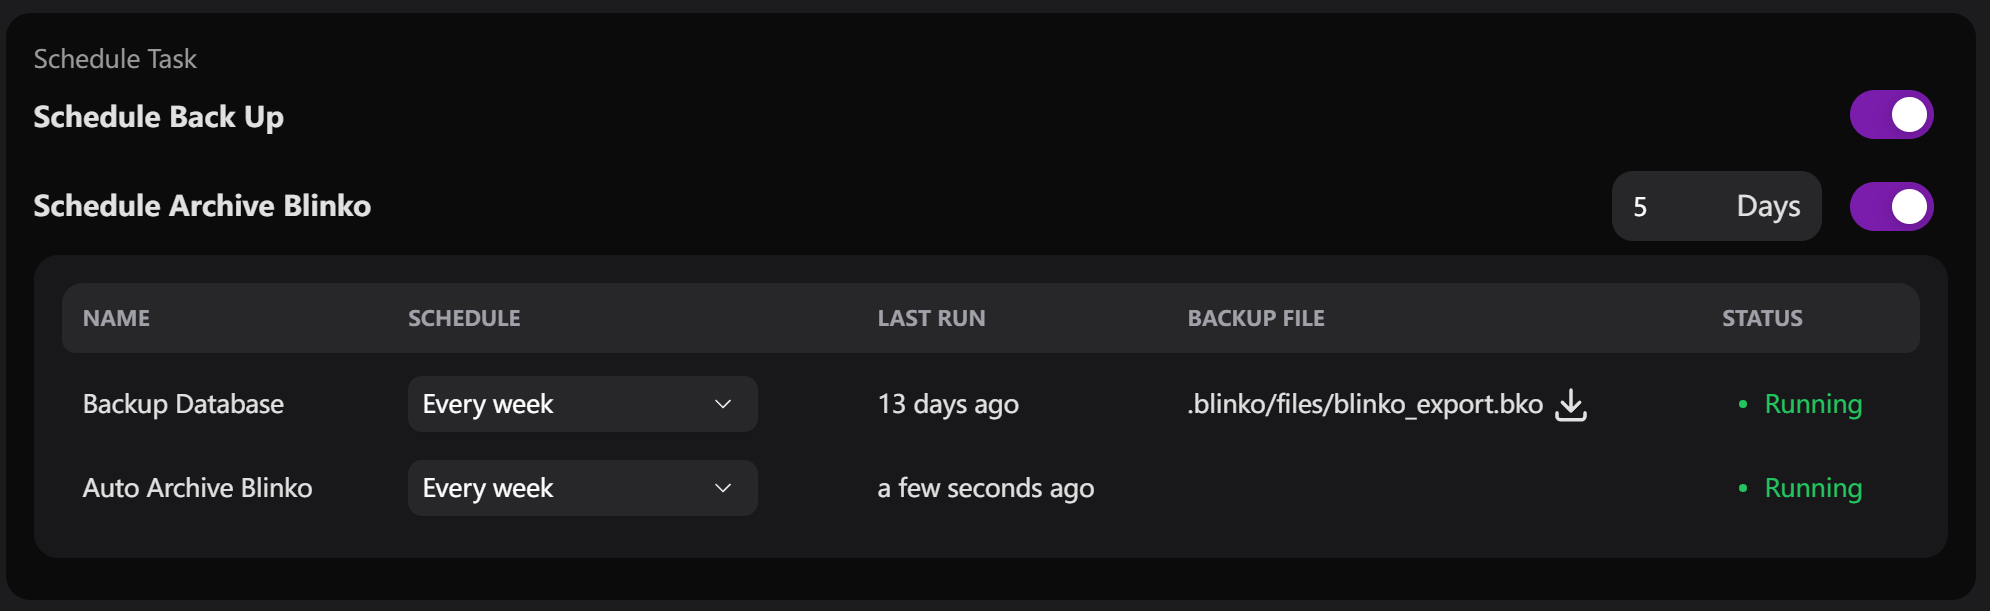 Schedule Task
Schedule Back Up
Schedule Archive Blinko 5 Days
NAME SCHEDULE LAST RUN BACKUP FILE STATUS
Backup Database Every week 13 days ago .blinko/files/blinko_export.bko Running
Auto Archive Blinko Every week a few seconds ago Running